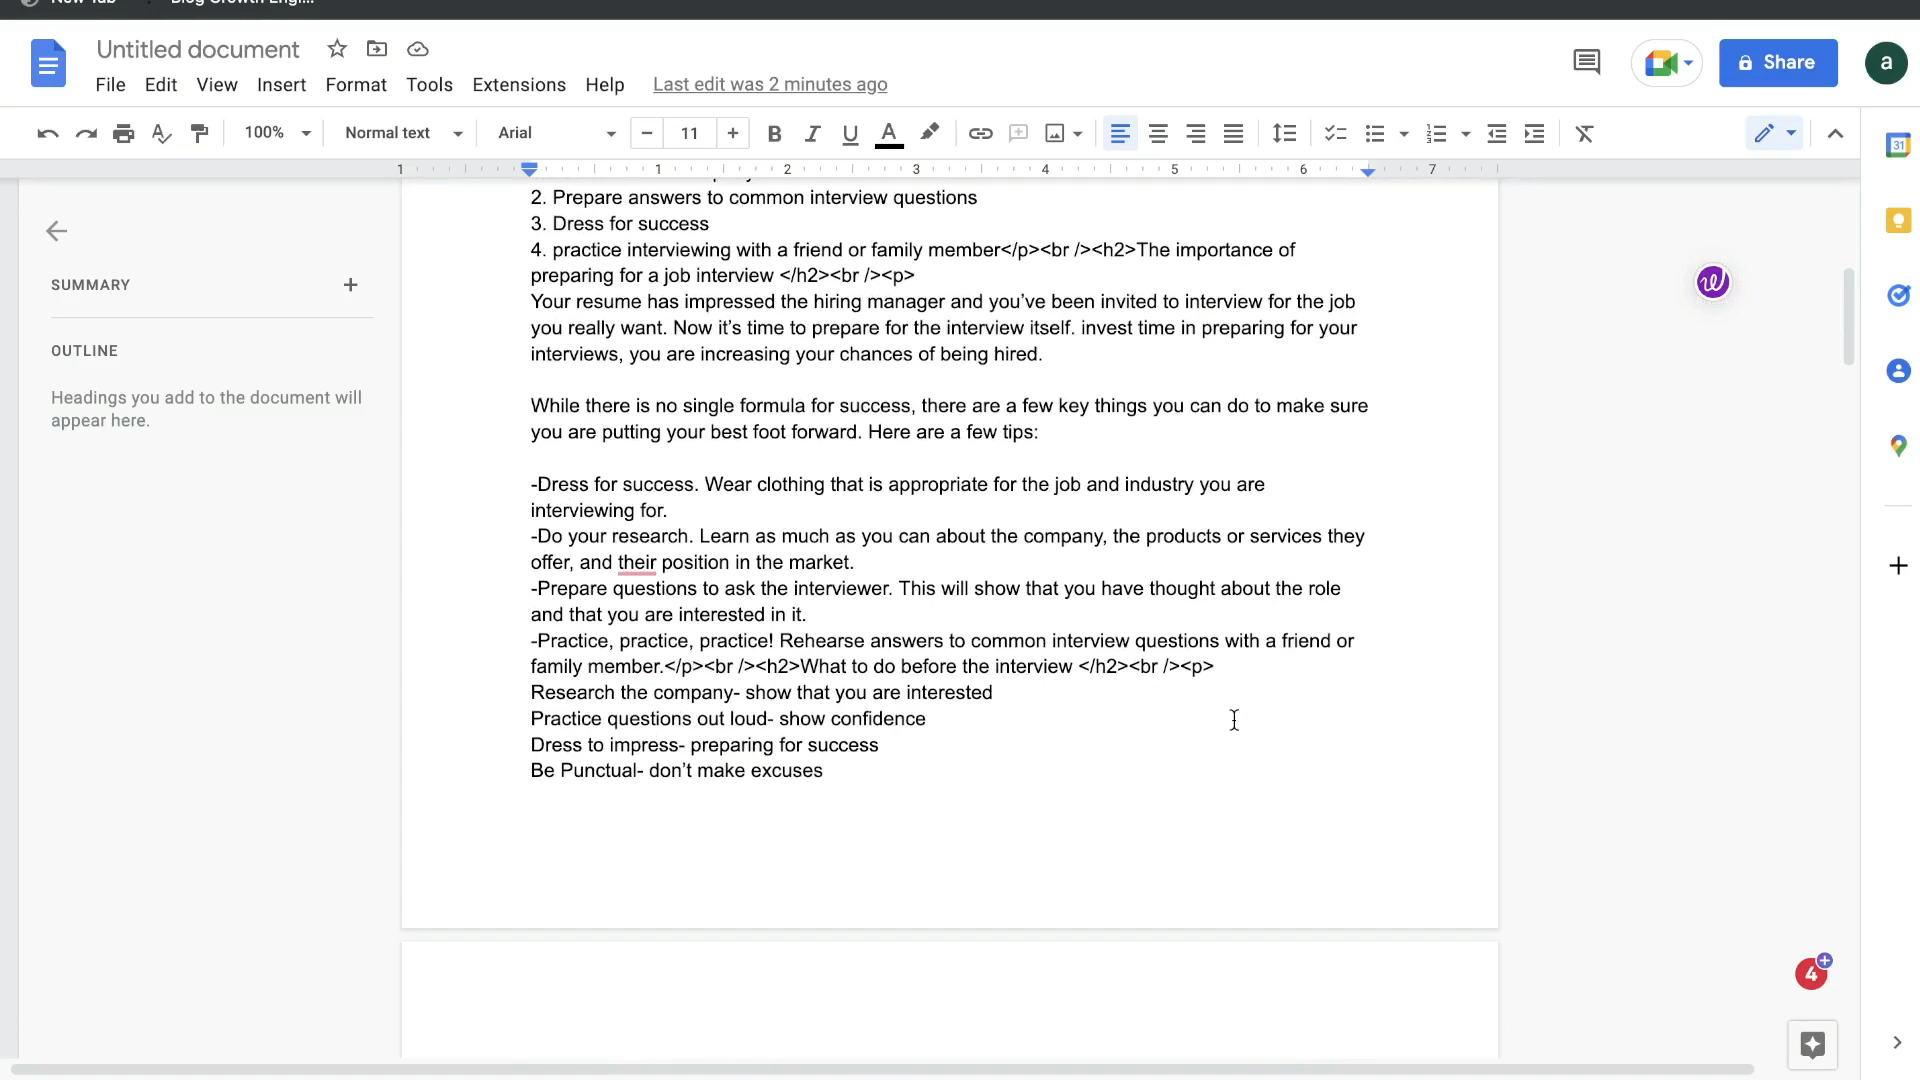 New Tab
Untitled document
File Edit View Insert Format Tools Extensions Help Last edit was 2 minutes ago
Share
a
100% Normal text Arial − 11 +
1 1 2 3 4 5 6 7
SUMMARY
OUTLINE
Headings you add to the document will
appear here.
2. Prepare answers to common interview questions
3. Dress for success
4. practice interviewing with a friend or family member</p><br /><h2>The importance of
preparing for a job interview </h2><br /><p>
Your resume has impressed the hiring manager and you’ve been invited to interview for the job
you really want. Now it’s time to prepare for the interview itself. invest time in preparing for your
interviews, you are increasing your chances of being hired.
While there is no single formula for success, there are a few key things you can do to make sure
you are putting your best foot forward. Here are a few tips:
-Dress for success. Wear clothing that is appropriate for the job and industry you are
interviewing for.
-Do your research. Learn as much as you can about the company, the products or services they
offer, and their position in the market.
-Prepare questions to ask the interviewer. This will show that you have thought about the role
and that you are interested in it.
-Practice, practice, practice! Rehearse answers to common interview questions with a friend or
family member.</p><br /><h2>What to do before the interview </h2><br /><p>
Research the company- show that you are interested
Practice questions out loud- show confidence
Dress to impress- preparing for success
Be Punctual- don’t make excuses
31
4